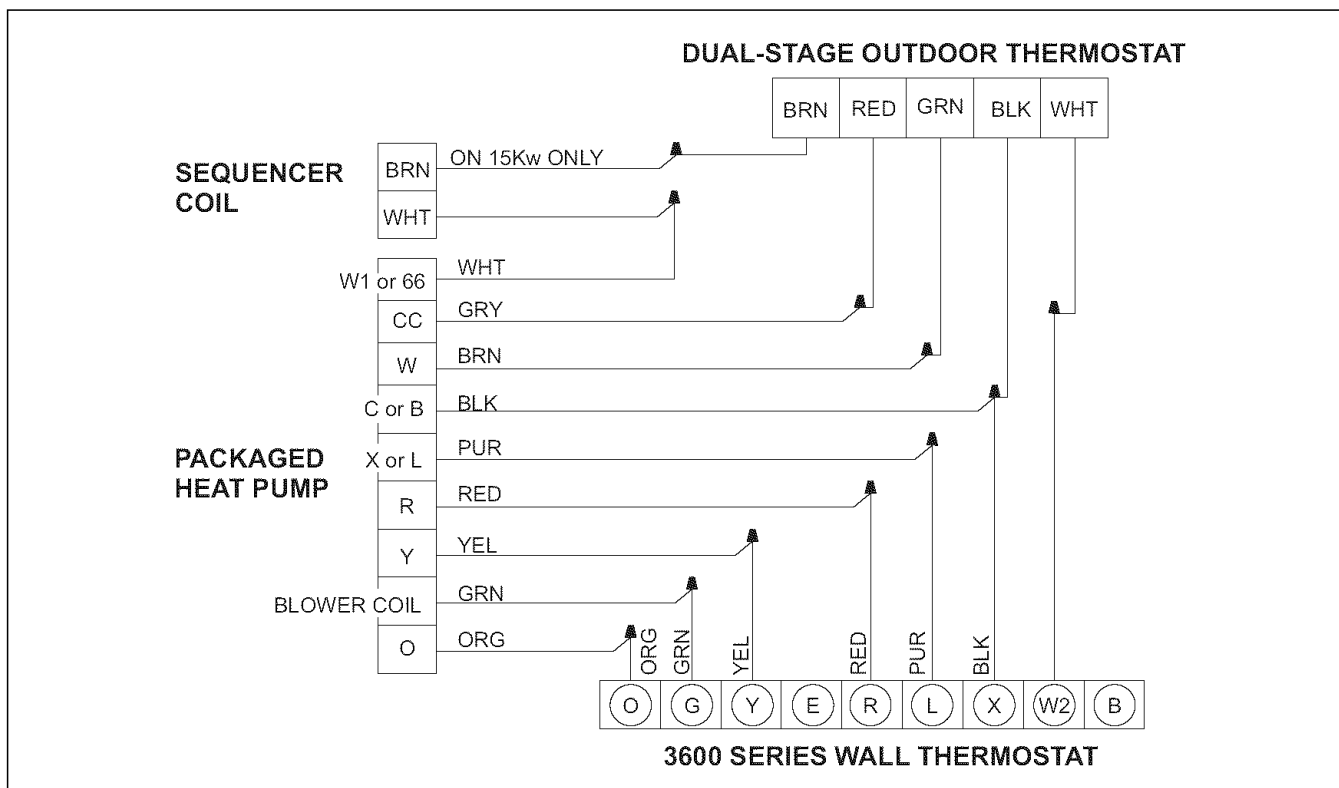 DUAL-STAGE OUTDOOR THERMOSTAT
BRN RED GRN BLK WHT
SEQUENCER
COIL
BRN ON 15Kw ONLY
WHT
W1 or 66 WHT
CC GRY
W BRN
C or B BLK
PACKAGED
HEAT PUMP
X or L PUR
R RED
Y YEL
BLOWER COIL GRN
O ORG
ORG GRN YEL RED PUR BLK
O G Y E R L X W2 B
3600 SERIES WALL THERMOSTAT